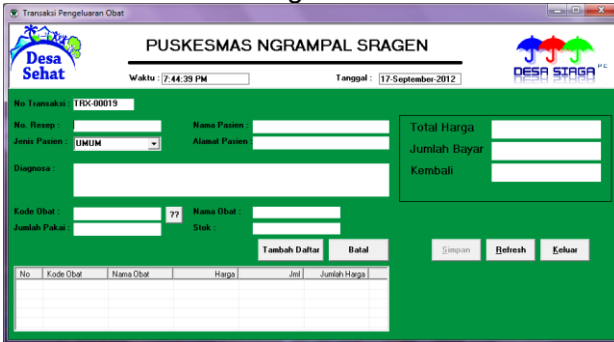 Transaksi Pengeluaran Obat
Desa
Sehat
PUSKESMAS NGRAMPAL SRAGEN
Waktu : 7:44:39 PM
Tanggal : 17-September-2012
DESA SIAGA
No Transaksi : TRX-00019
No. Resep :
Nama Pasien :
Jenis Pasien : UMUM
Alamat Pasien :
Diagnosa :
Total Harga
Jumlah Bayar
Kembali
Kode Obat :
??
Nama Obat :
Jumlah Pakai :
Stok :
Tambah Daftar
Batal
Simpan
Refresh
Keluar
No Kode Obat Nama Obat Harga Jml Jumlah Harga